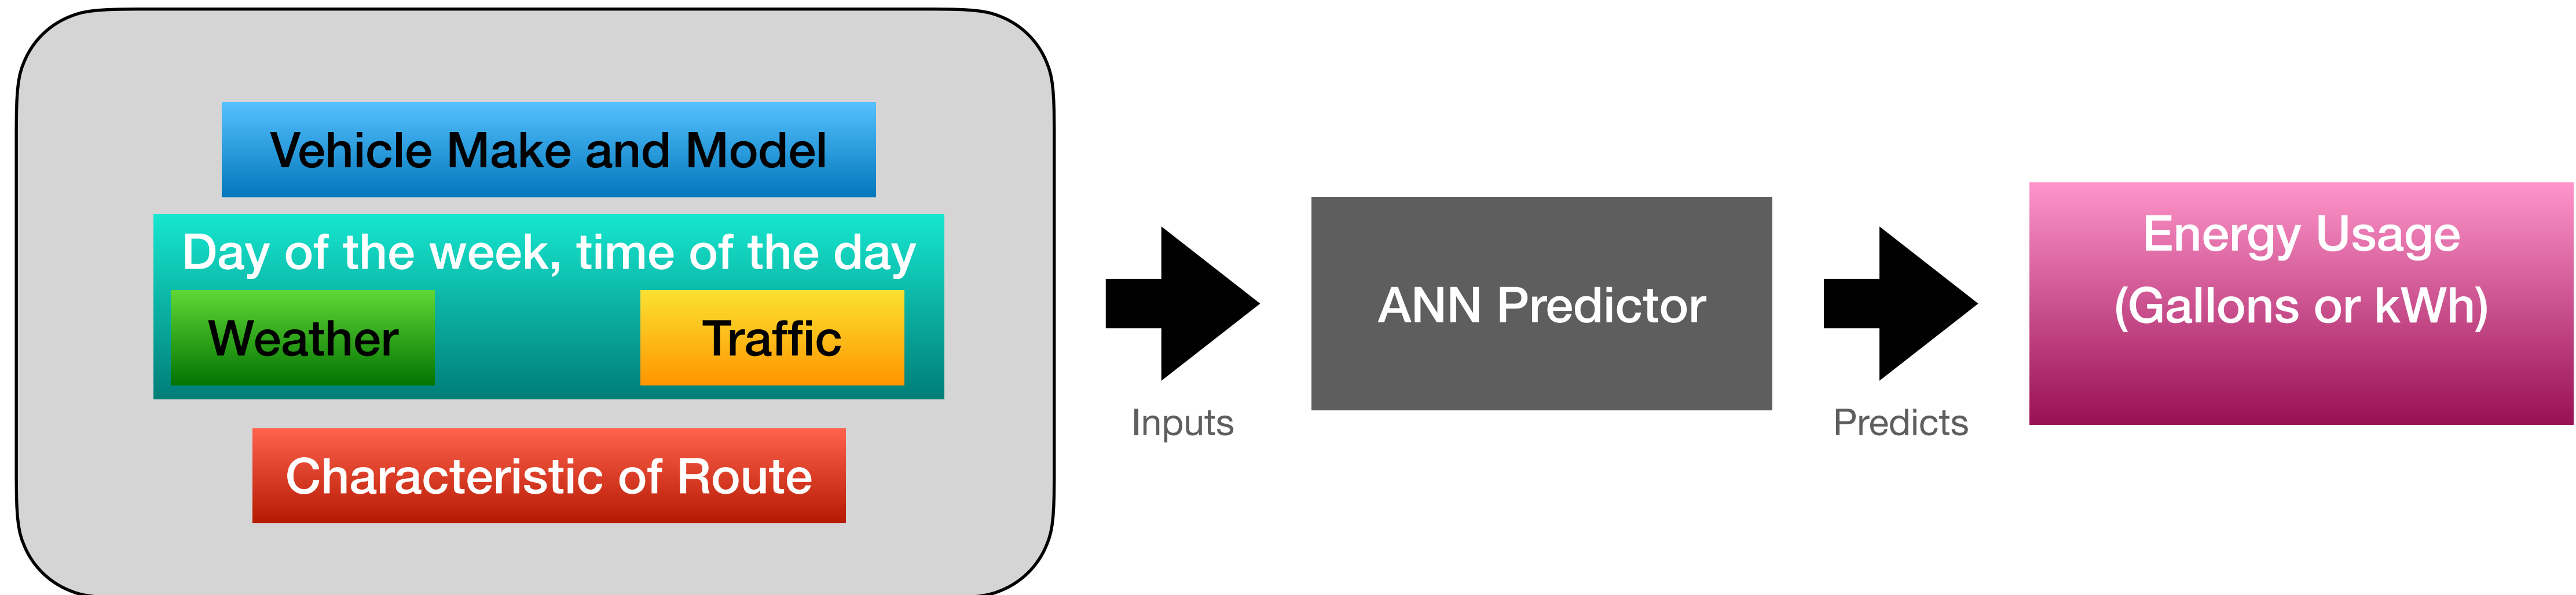 Vehicle Make and Model
Day of the week, time of the day
Weather
Traffic
Characteristic of Route
Inputs
ANN Predictor
Predicts
Energy Usage
(Gallons or kWh)